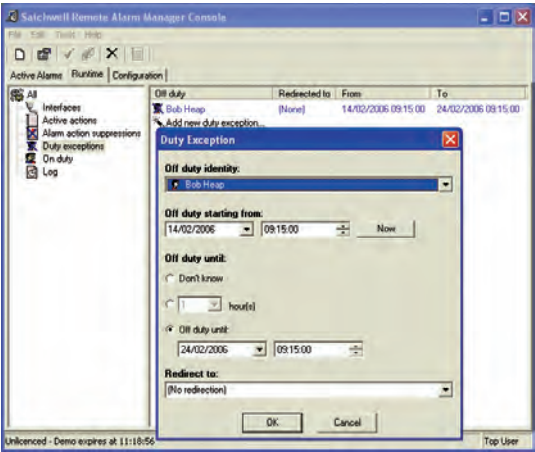 Satchwell Remote Alarm Manager Console
File Edit Tools Help
Active Alarms Runtime Configuration
All
Interfaces
Active actions
Alarm action suppressions
Duty exceptions
On duty
Log
Off duty Redirected to From To
Bob Heap (None) 14/02/2006 09:15:00 24/02/2006 09:15:00
Add new duty exception...
Duty Exception
Off duty identity:
Bob Heap
Off duty starting from:
14/02/2006 09:15:00 Now
Off duty until:
Don't know
1 hour(s)
Off duty until:
24/02/2006 09:15:00
Redirect to:
(No redirection)
OK Cancel
Unlicenced - Demo expires at 11:18:56 Top User